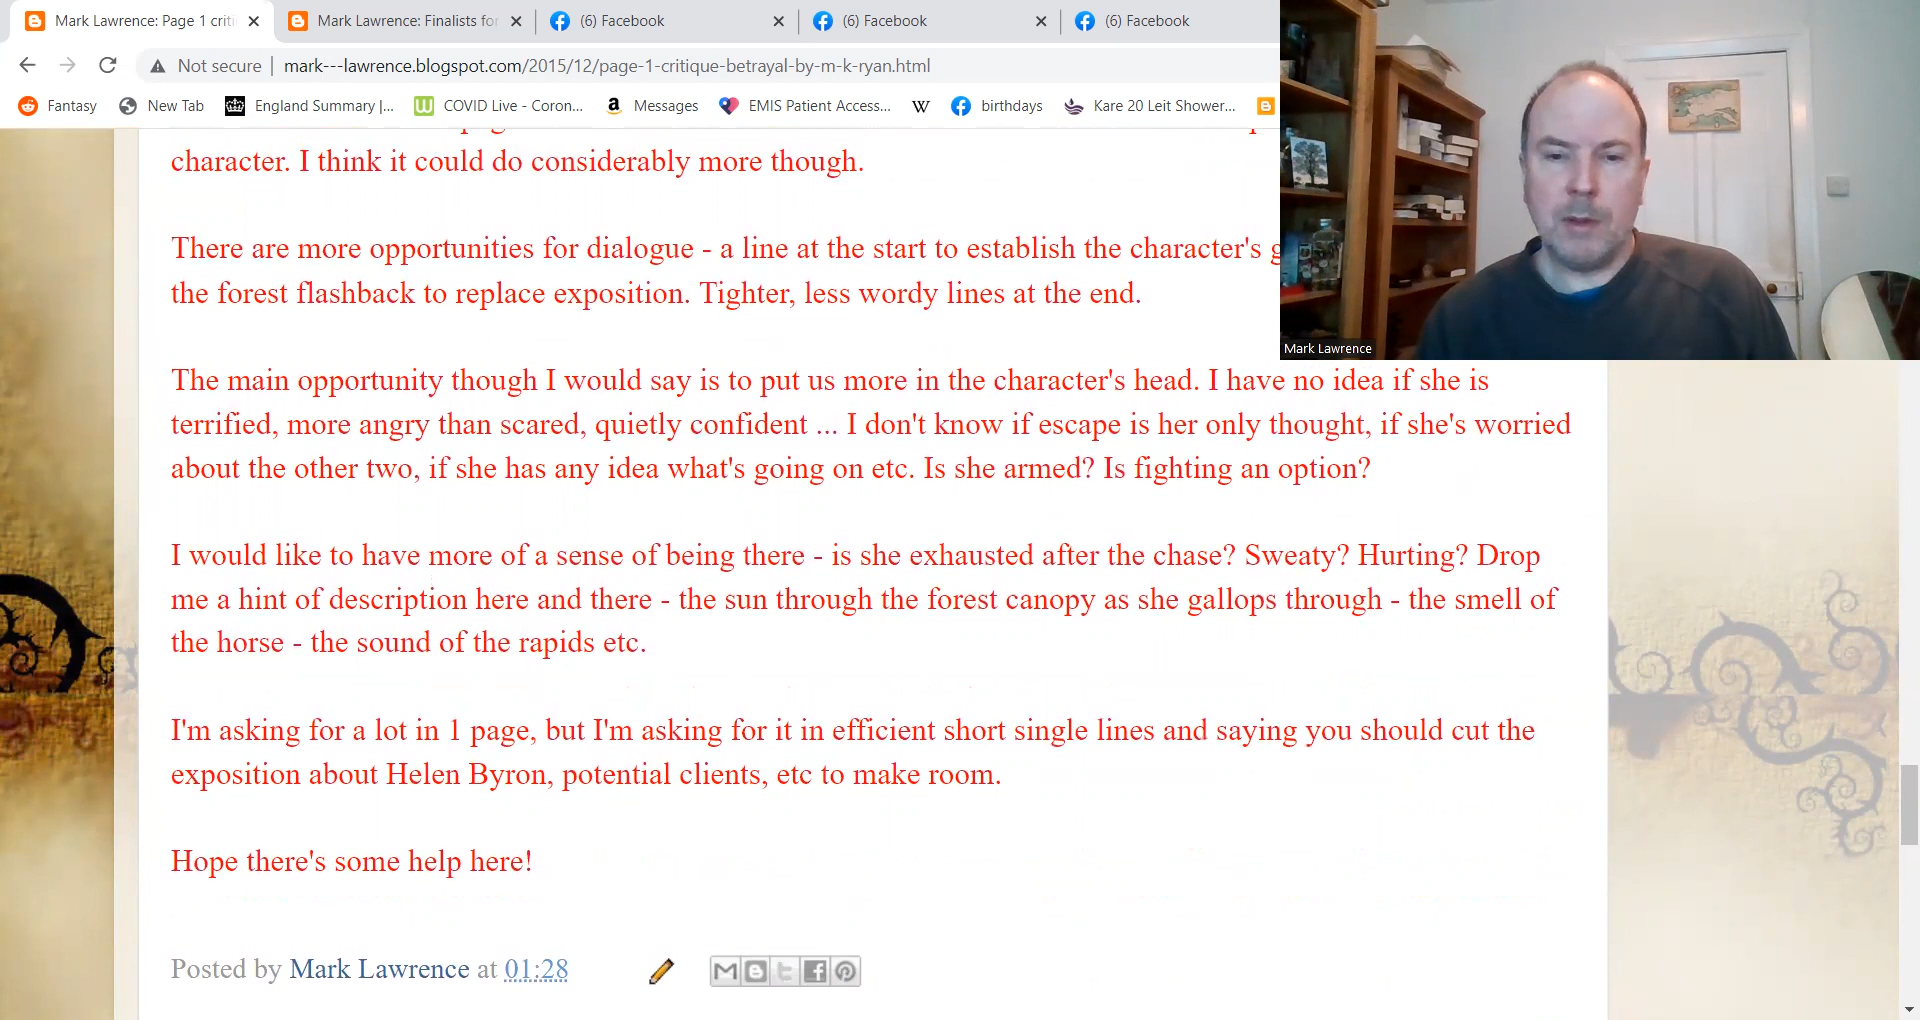 Mark Lawrence: Page 1 criti
Mark Lawrence: Finalists for
(6) Facebook
(6) Facebook
(6) Facebook
Not secure | mark---lawrence.blogspot.com/2015/12/page-1-critique-betrayal-by-m-k-ryan.html
Fantasy
New Tab
England Summary |...
COVID Live - Coron...
Messages
EMIS Patient Access...
W
birthdays
Kare 20 Leit Shower...
character. I think it could do considerably more though.
There are more opportunities for dialogue - a line at the start to establish the character's g
the forest flashback to replace exposition. Tighter, less wordy lines at the end.
Mark Lawrence
The main opportunity though I would say is to put us more in the character's head. I have no idea if she is
terrified, more angry than scared, quietly confident ... I don't know if escape is her only thought, if she's worried
about the other two, if she has any idea what's going on etc. Is she armed? Is fighting an option?
I would like to have more of a sense of being there - is she exhausted after the chase? Sweaty? Hurting? Drop
me a hint of description here and there - the sun through the forest canopy as she gallops through - the smell of
the horse - the sound of the rapids etc.
I'm asking for a lot in 1 page, but I'm asking for it in efficient short single lines and saying you should cut the
exposition about Helen Byron, potential clients, etc to make room.
Hope there's some help here!
Posted by Mark Lawrence at 01:28